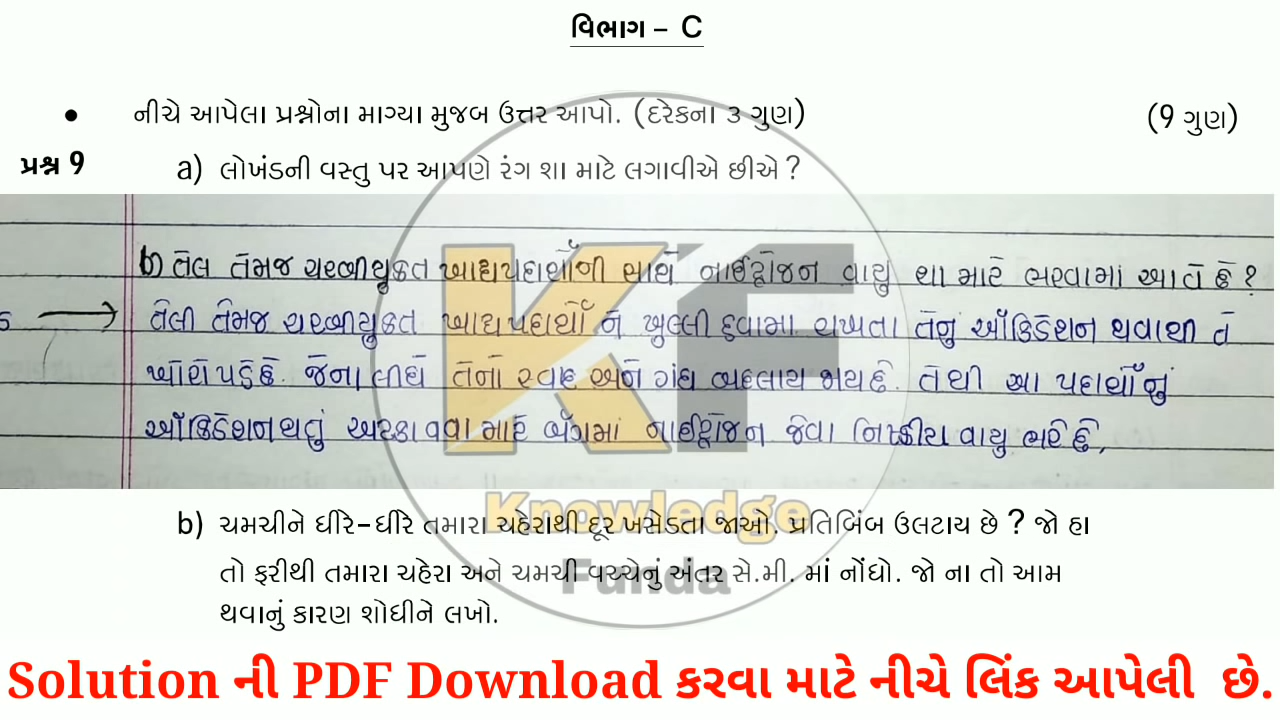 વિભાગ – C
• નીચે આપેલા પ્રશ્નોના માગ્યા મુજબ ઉત્તર આપો. (દરેકના ૩ ગુણ) (9 ગુણ)
પ્રશ્ન 9 a) લોખંડની વસ્તુ પર આપણે રંગ શા માટે લગાવીએ છીએ ?
b) તેલ તેમજ ચરબીયુક્ત ખાદ્યપદાર્થોની સાથે નાઈટ્રોજન વાયુ શા માટે ભરવામાં આવે છે ?
→ તેલી તેમજ ચરબીયુક્ત ખાદ્યપદાર્થોને ખુલ્લી હવામા રાખતા તેનું ઑક્સિડેશન થવાથી તે
ખોરો પડે છે. જેના લીધે તેનો સ્વાદ અને ગંધ બદલાય જાય છે. તેથી આ પદાર્થોનું
ઑક્સિડેશન થતું અટકાવવા માટે બૅગમાં નાઈટ્રોજન જેવા નિષ્ક્રીય વાયુ ભરે છે,
b) ચમચીને ધીરે-ધીરે તમારા ચહેરાથી દૂર ખસેડતા જાઓ. પ્રતિબિંબ ઉલટાય છે ? જો હા
તો ફરીથી તમારા ચહેરા અને ચમચી વચ્ચેનું અંતર સે.મી. માં નોંધો. જો ના તો આમ
થવાનું કારણ શોધીને લખો.
KF
Knowledge
Funda
Solution ની PDF Download કરવા માટે નીચે લિંક આપેલી છે.